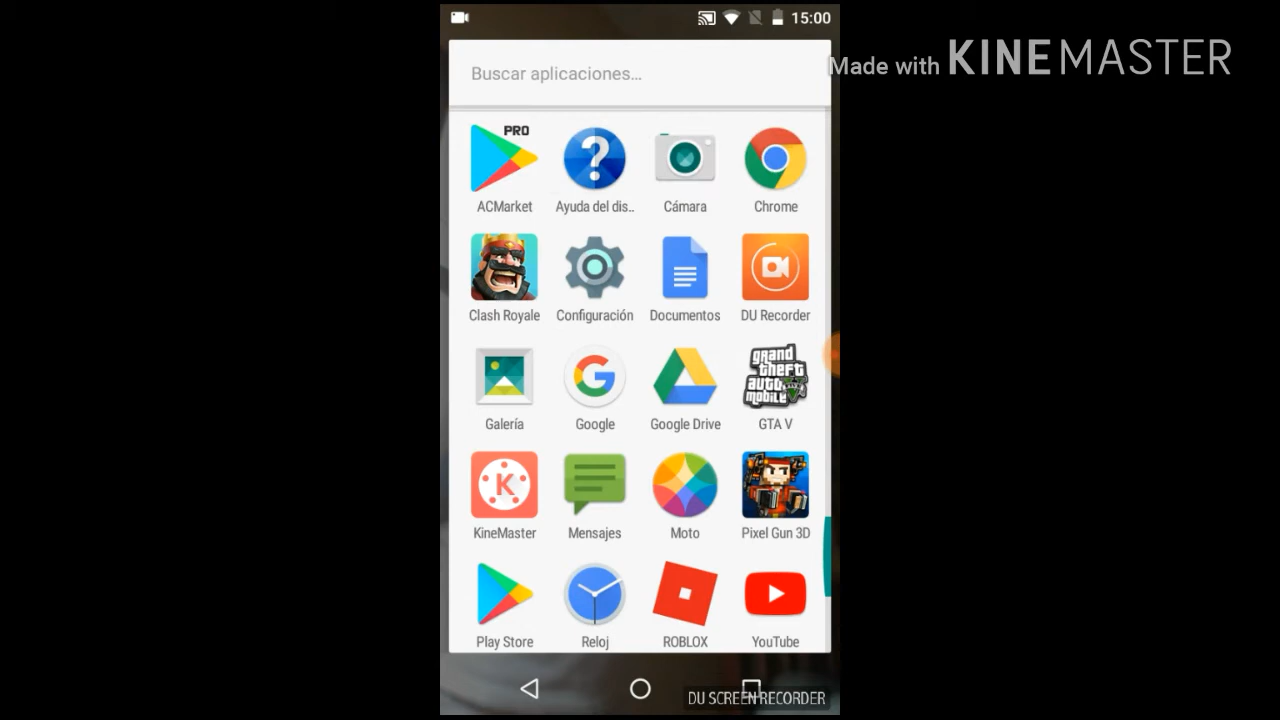 15:00
Made with KINEMASTER
Buscar aplicaciones...
PRO
ACMarket
Ayuda del dis..
Cámara
Chrome
Clash Royale
Configuración
Documentos
DU Recorder
grand
theft
auto
mobile
Galería
Google
Google Drive
GTA V
K
KineMaster
Mensajes
Moto
Pixel Gun 3D
Play Store
Reloj
ROBLOX
YouTube
DU SCREEN RECORDER